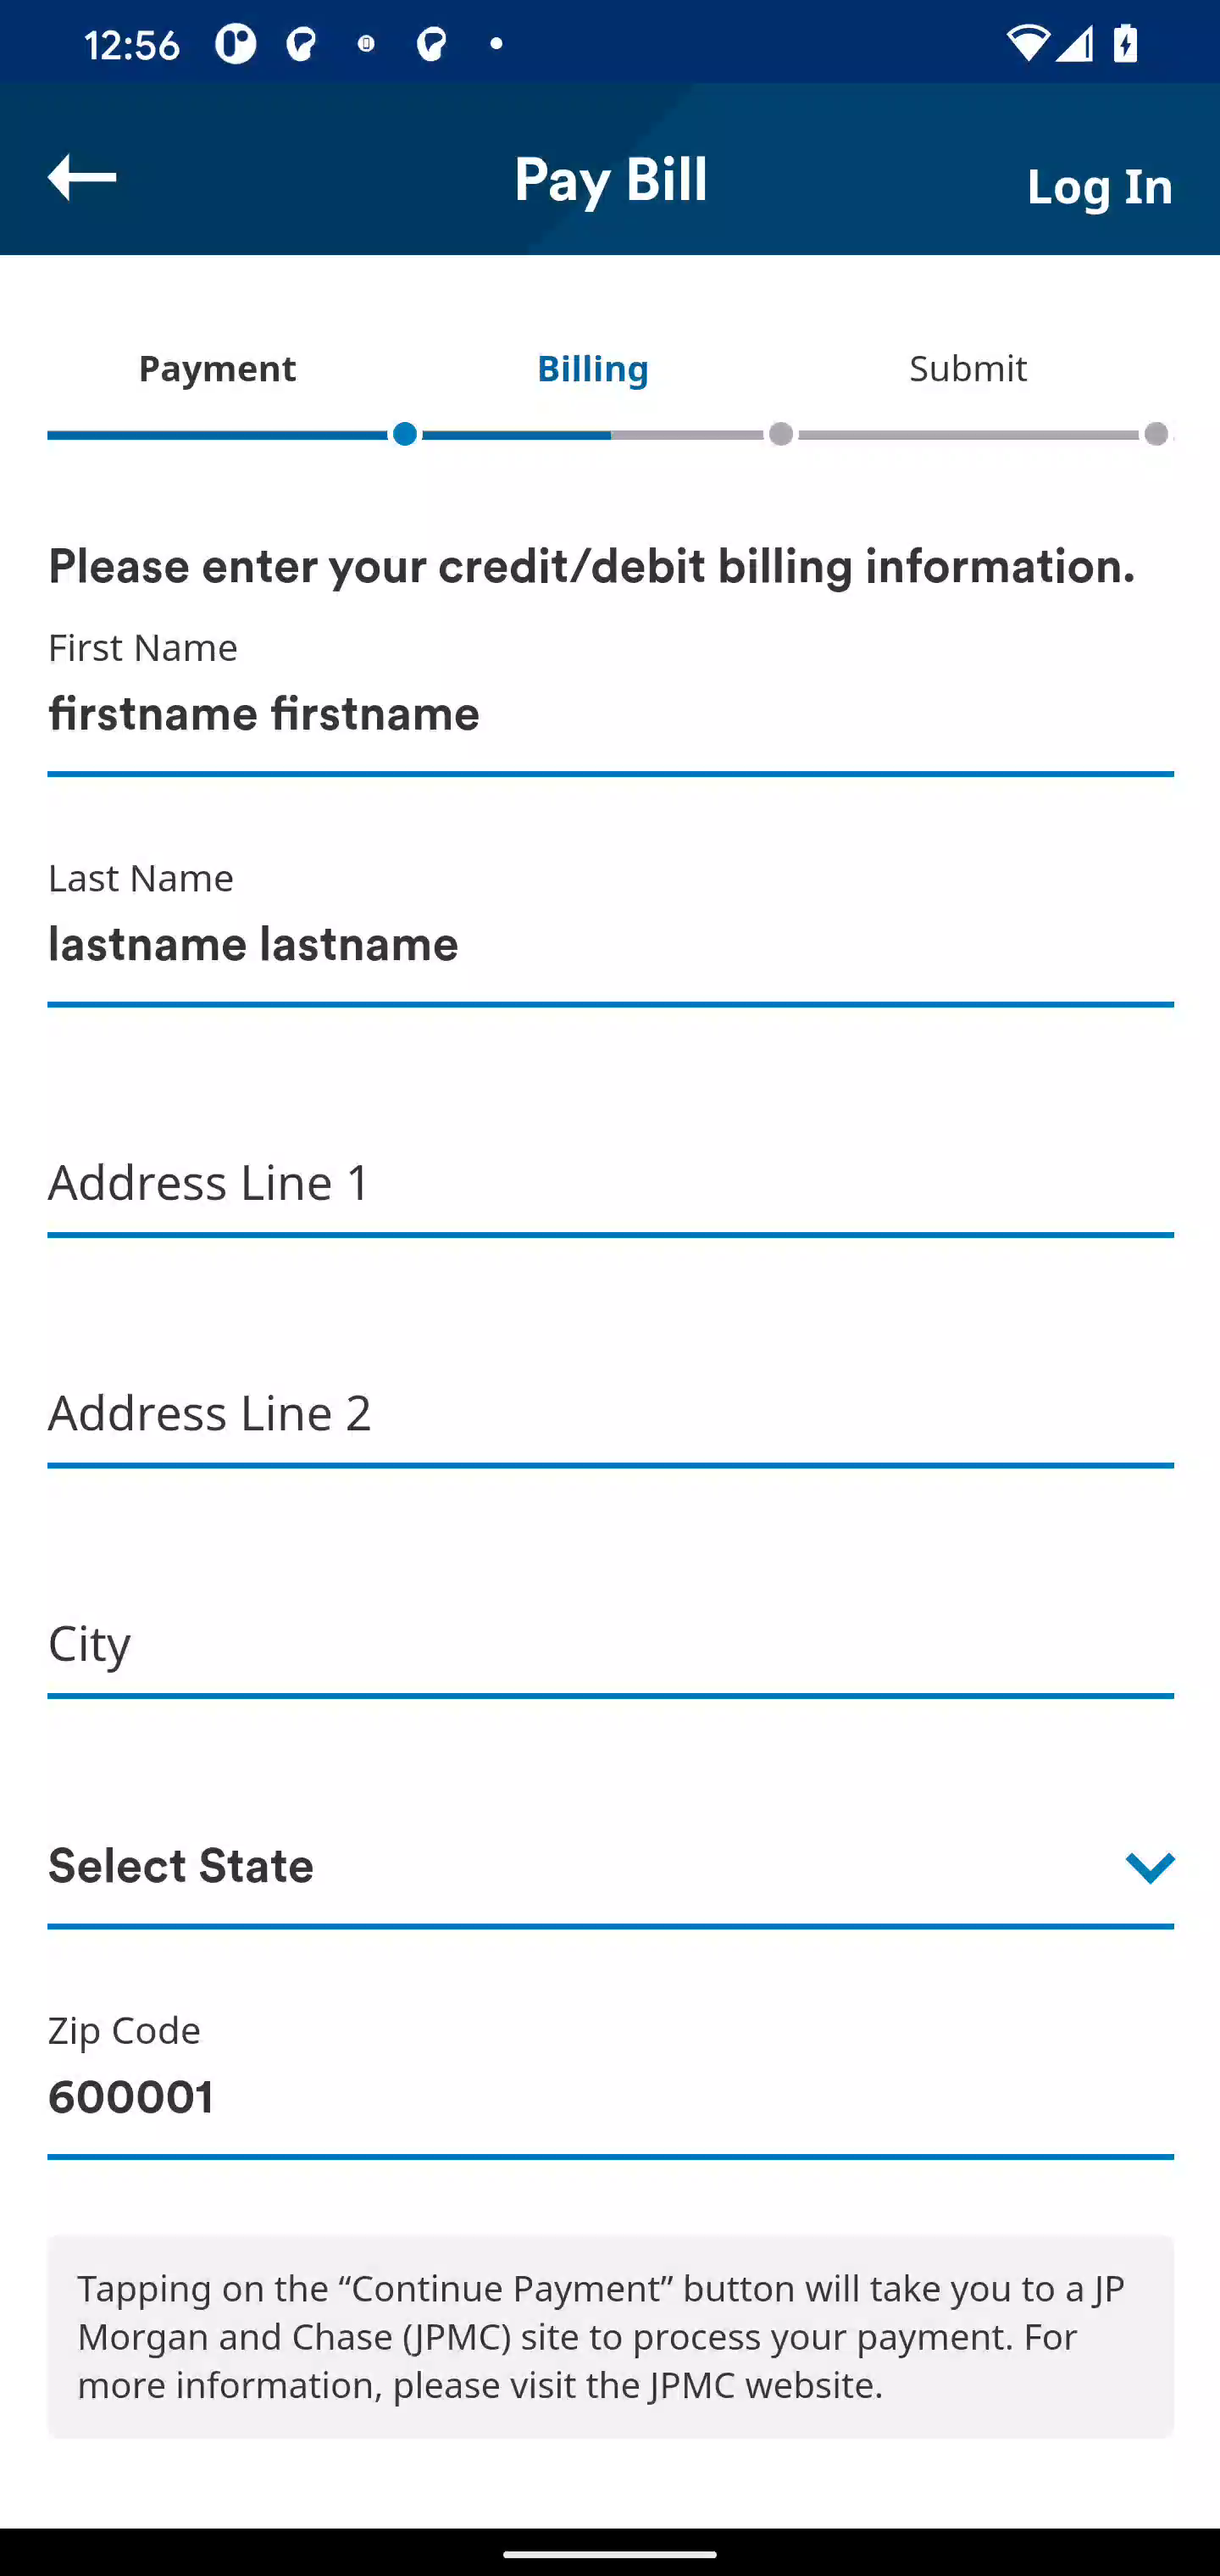 12:56
Pay Bill
Log In
Payment
Billing
Submit
Please enter your credit/debit billing information.
First Name
firstname firstname
Last Name
lastname lastname
Address Line 1
Address Line 2
City
Select State
Zip Code
600001
Tapping on the “Continue Payment” button will take you to a JP
Morgan and Chase (JPMC) site to process your payment. For
more information, please visit the JPMC website.